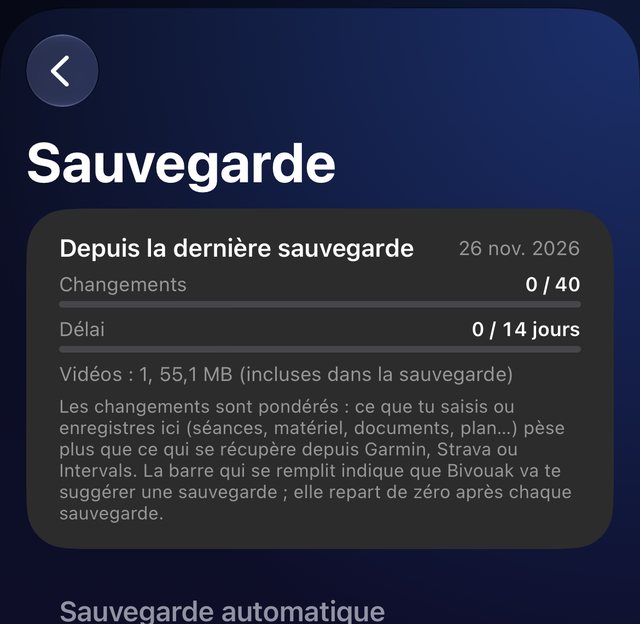 Sauvegarde
Depuis la dernière sauvegarde 26 nov. 2026
Changements 0 / 40
Délai 0 / 14 jours
Vidéos : 1, 55,1 MB (incluses dans la sauvegarde)
Les changements sont pondérés : ce que tu saisis ou
enregistres ici (séances, matériel, documents, plan…) pèse
plus que ce qui se récupère depuis Garmin, Strava ou
Intervals. La barre qui se remplit indique que Bivouak va te
suggérer une sauvegarde ; elle repart de zéro après chaque
sauvegarde.
Sauvegarde automatique